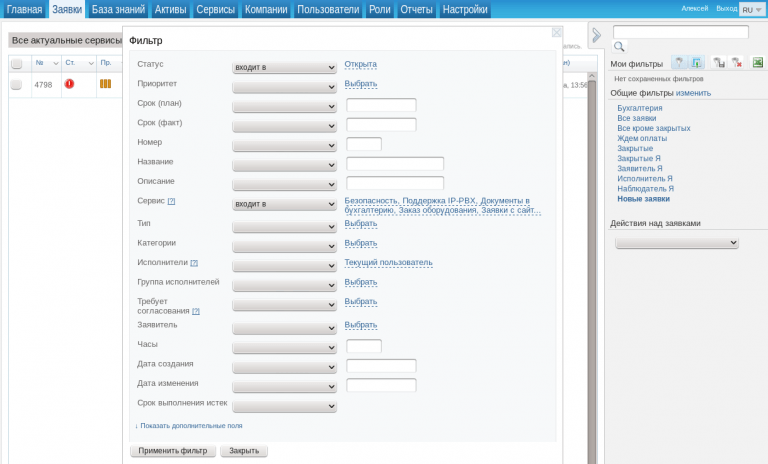 Главная Заявки База знаний Активы Сервисы Компании Пользователи Роли Отчеты Настройки
Алексей Выход RU
Все актуальные сервисы
Фильтр
№ Ст. Пр.
4798
Статус входит в Открыта
Приоритет Выбрать
Срок (план)
Срок (факт)
Номер
Название
Описание
Сервис [?] входит в Безопасность, Поддержка IP-PBX, Документы в
бухгалтерию, Заказ оборудования, Заявки с сайт...
Тип Выбрать
Категории Выбрать
Исполнители [?] Текущий пользователь
Группа исполнителей Выбрать
Требует
согласования [?] Выбрать
Заявитель Выбрать
Часы
Дата создания
Дата изменения
Срок выполнения истек
↓ Показать дополнительные поля
Применить фильтр Закрыть
13:56
Мои фильтры
Нет сохраненных фильтров
Общие фильтры изменить
Бухгалтерия
Все заявки
Все кроме закрытых
Ждем оплаты
Закрытые
Закрытые Я
Заявитель Я
Исполнитель Я
Наблюдатель Я
Новые заявки
Действия над заявками